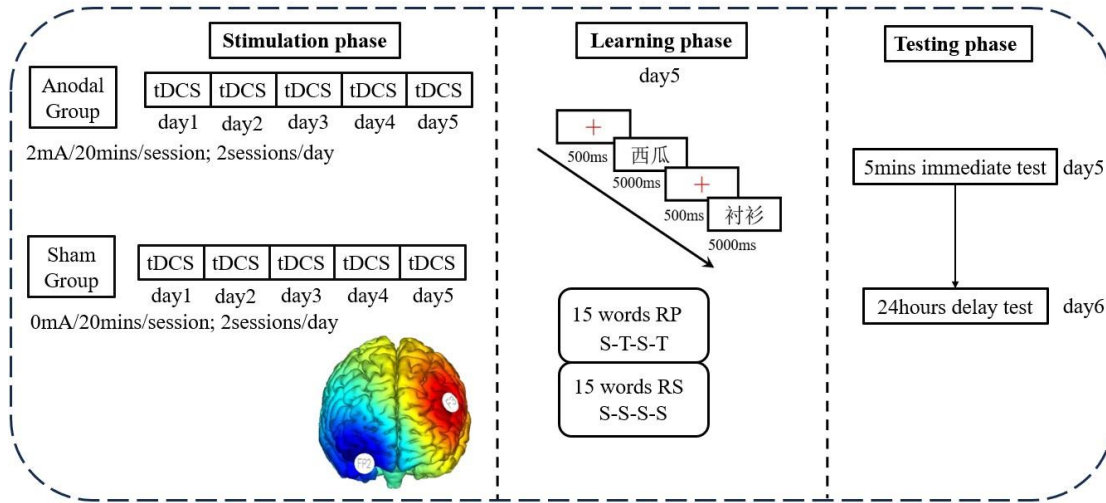 Stimulation phase
Anodal
Group
tDCS tDCS tDCS tDCS tDCS
day1 day2 day3 day4 day5
2mA/20mins/session; 2sessions/day
Sham
Group
tDCS tDCS tDCS tDCS tDCS
day1 day2 day3 day4 day5
0mA/20mins/session; 2sessions/day
FP2
Learning phase
day5
+
500ms
西瓜
5000ms
+
500ms
衬衫
5000ms
15 words RP
S-T-S-T
15 words RS
S-S-S-S
Testing phase
5mins immediate test day5
24hours delay test day6